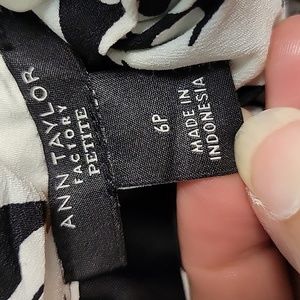 ANN TAYLOR
FACTORY
PETITE
6P
MADE IN
INDONESIA